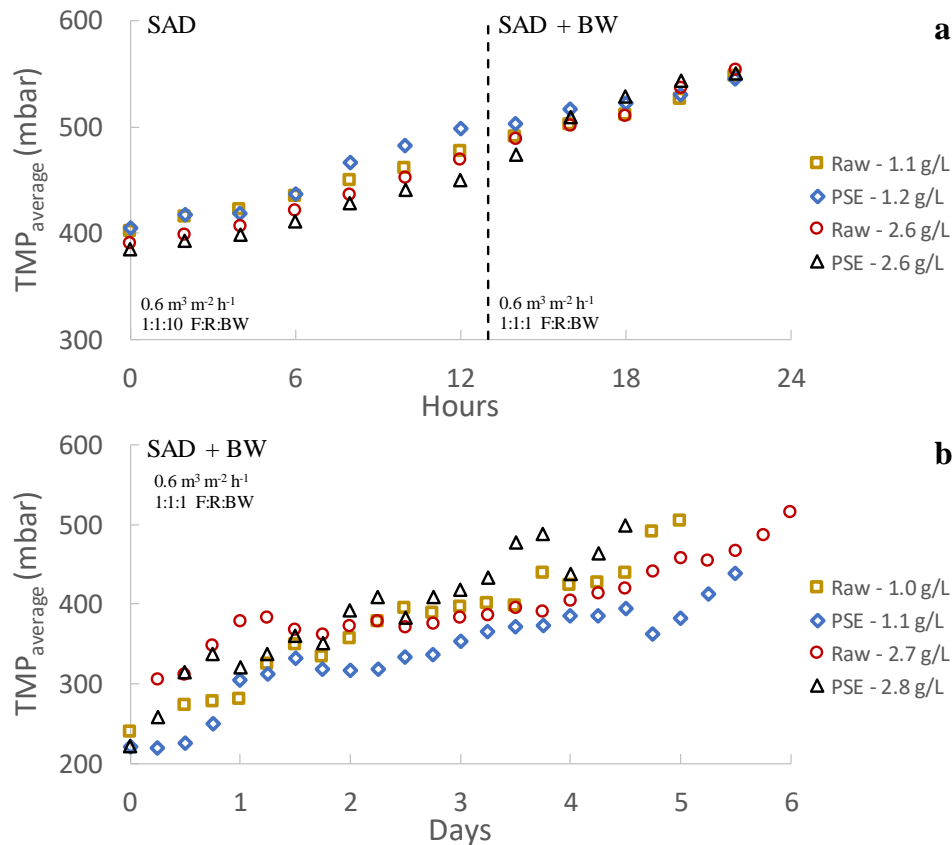 SAD
SAD + BW
a
600
500
400
300
TMPaverage (mbar)
0.6 m³ m⁻² h⁻¹
1:1:10 F:R:BW
0.6 m³ m⁻² h⁻¹
1:1:1 F:R:BW
0 6 12 18 24
Hours
Raw - 1.1 g/L
PSE - 1.2 g/L
Raw - 2.6 g/L
PSE - 2.6 g/L
SAD + BW
b
0.6 m³ m⁻² h⁻¹
1:1:1 F:R:BW
600
500
400
300
200
TMPaverage (mbar)
0 1 2 3 4 5 6
Days
Raw - 1.0 g/L
PSE - 1.1 g/L
Raw - 2.7 g/L
PSE - 2.8 g/L